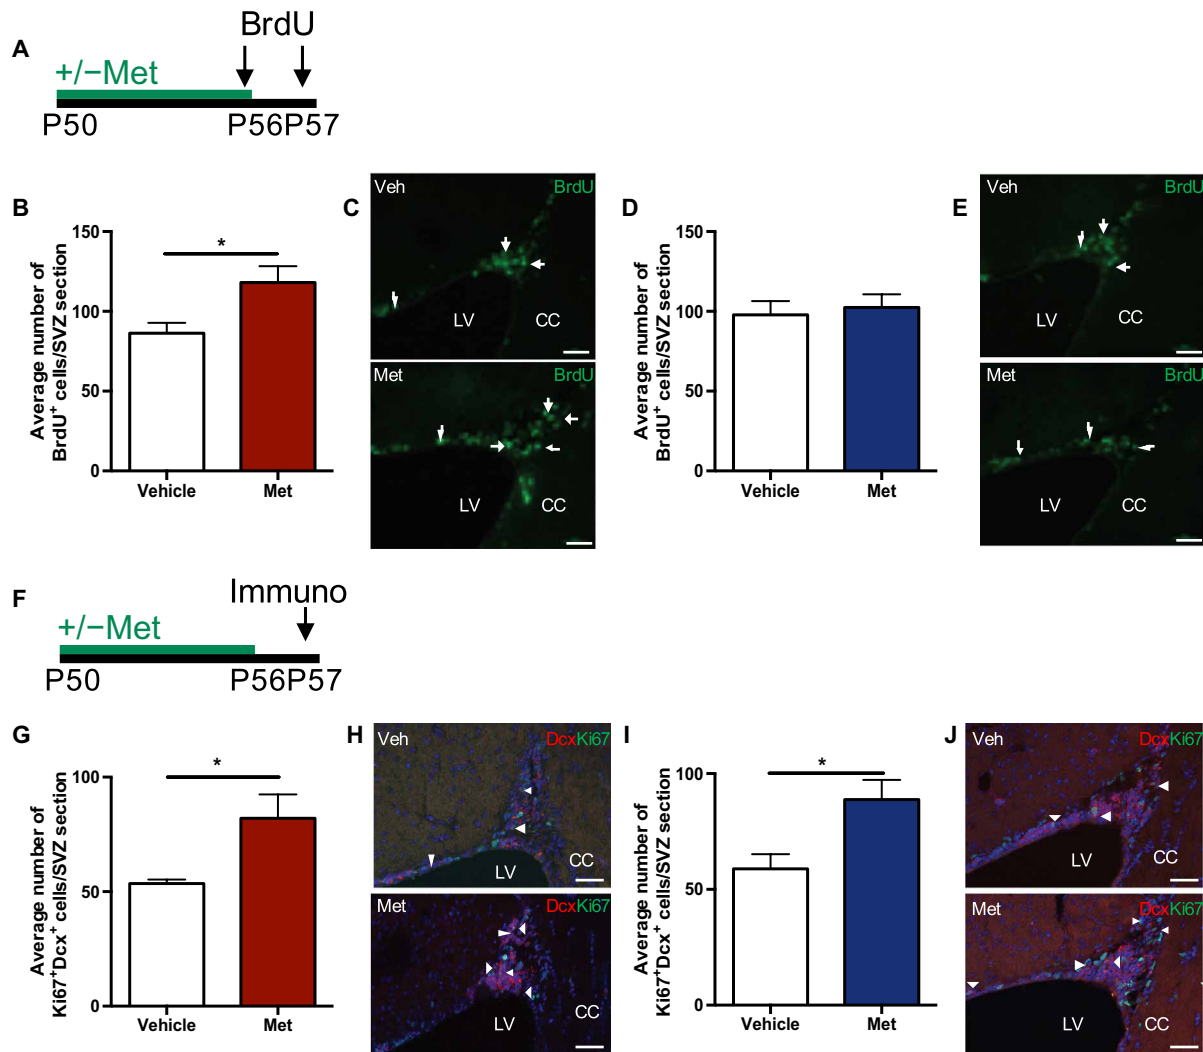 A
BrdU
+/−Met
P50
P56P57
B
Average number of
BrdU+ cells/SVZ section
150
100
50
0
*
Vehicle
Met
C
Veh
BrdU
LV
CC
Met
BrdU
LV
CC
D
Average number of
BrdU+ cells/SVZ section
150
100
50
0
Vehicle
Met
E
Veh
BrdU
LV
CC
Met
BrdU
LV
CC
F
Immuno
+/−Met
P50
P56P57
G
Average number of
Ki67+Dcx+ cells/SVZ section
100
50
0
*
Vehicle
Met
H
Veh
DcxKi67
LV
CC
Met
DcxKi67
LV
CC
I
Average number of
Ki67+Dcx+ cells/SVZ section
100
50
0
*
Vehicle
Met
J
Veh
DcxKi67
LV
CC
Met
DcxKi67
LV
CC